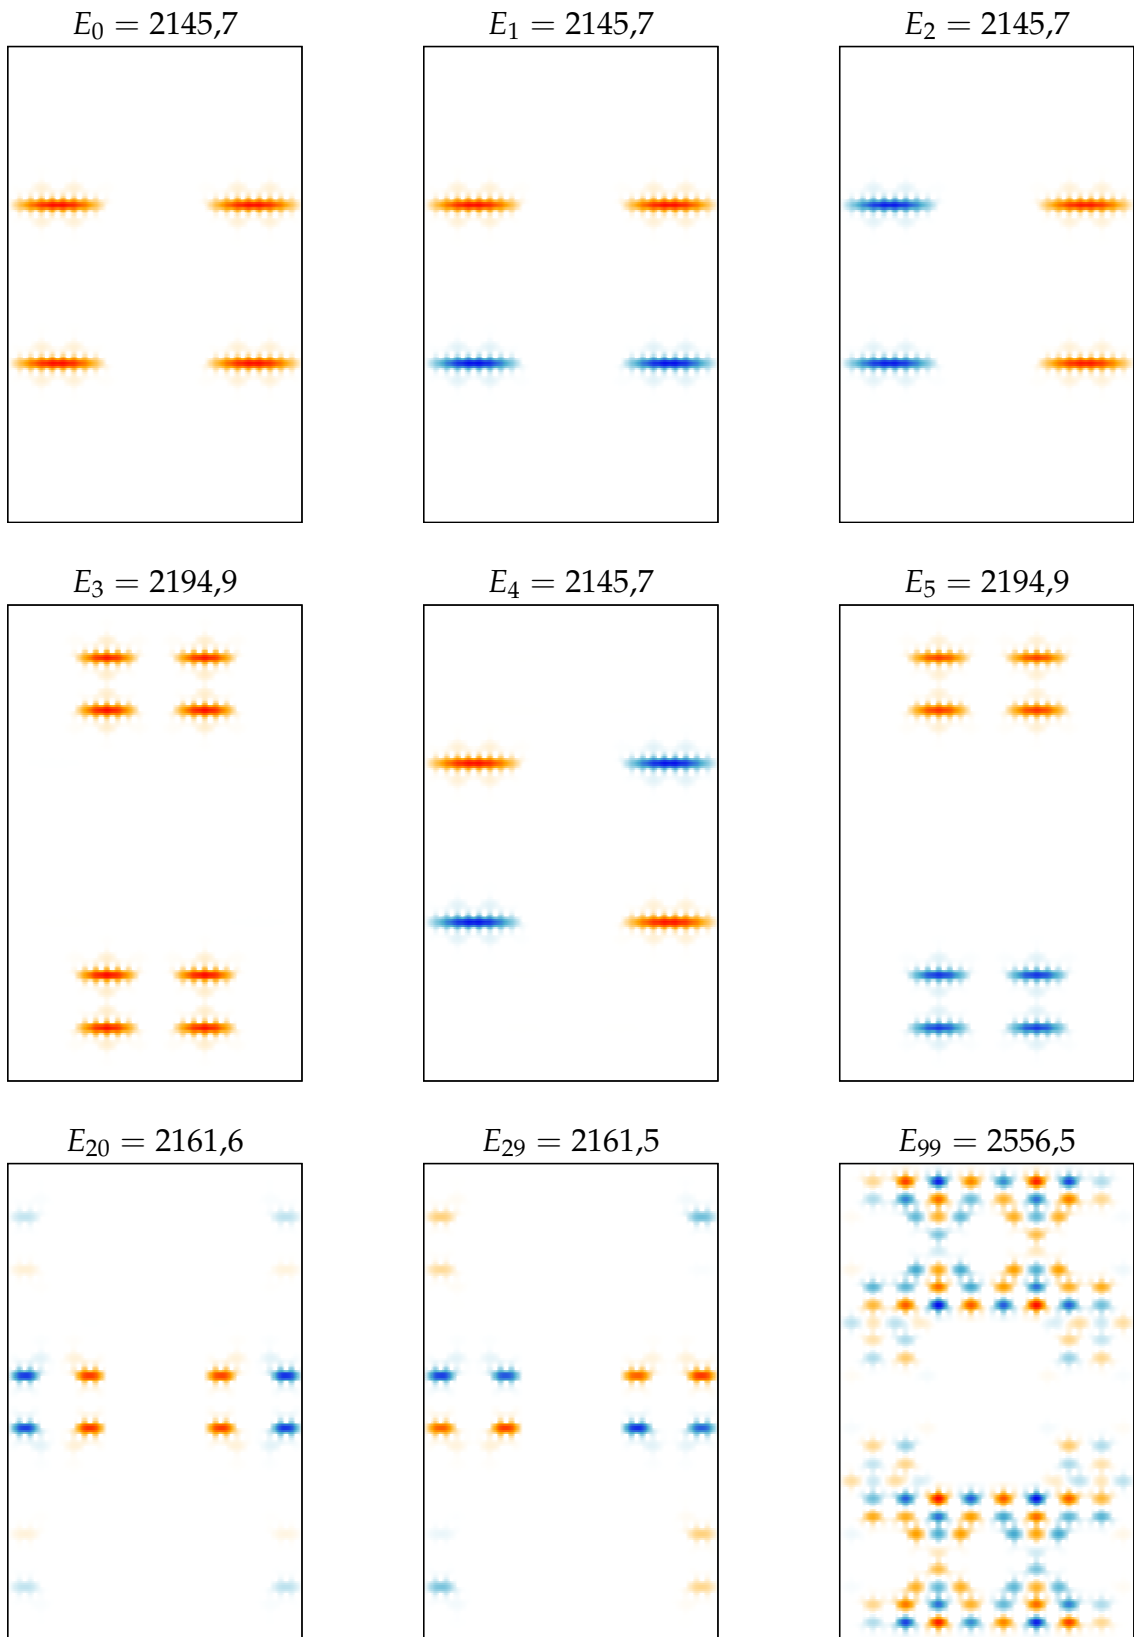 E₀ = 2145,7
E₁ = 2145,7
E₂ = 2145,7
E₃ = 2194,9
E₄ = 2145,7
E₅ = 2194,9
E₂₀ = 2161,6
E₂₉ = 2161,5
E₉₉ = 2556,5